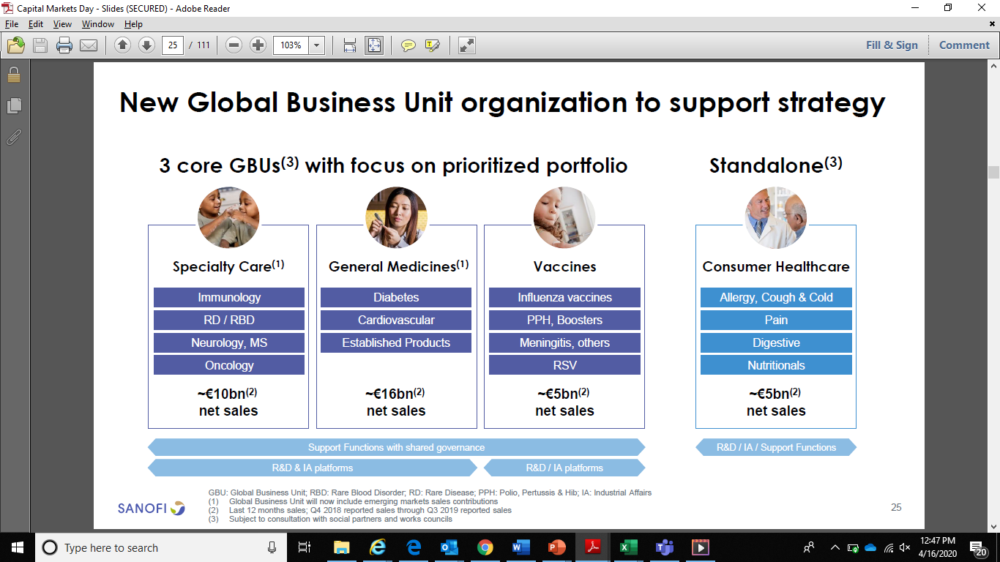 Capital Markets Day - Slides (SECURED) - Adobe Reader
File Edit View Window Help
25 / 111 103% Fill & Sign Comment
New Global Business Unit organization to support strategy
3 core GBUs(3) with focus on prioritized portfolio
Standalone(3)
Specialty Care(1)
Immunology
RD / RBD
Neurology, MS
Oncology
~€10bn(2)
net sales
General Medicines(1)
Diabetes
Cardiovascular
Established Products
~€16bn(2)
net sales
Vaccines
Influenza vaccines
PPH, Boosters
Meningitis, others
RSV
~€5bn(2)
net sales
Consumer Healthcare
Allergy, Cough & Cold
Pain
Digestive
Nutritionals
~€5bn(2)
net sales
Support Functions with shared governance
R&D & IA platforms
R&D / IA platforms
R&D / IA / Support Functions
GBU: Global Business Unit; RBD: Rare Blood Disorder; RD: Rare Disease; PPH: Polio, Pertussis & Hib; IA: Industrial Affairs
(1) Global Business Unit will now include emerging markets sales contributions
(2) Last 12 months sales; Q4 2018 reported sales through Q3 2019 reported sales
(3) Subject to consultation with social partners and works councils
SANOFI
25
Type here to search
12:47 PM
4/16/2020
20